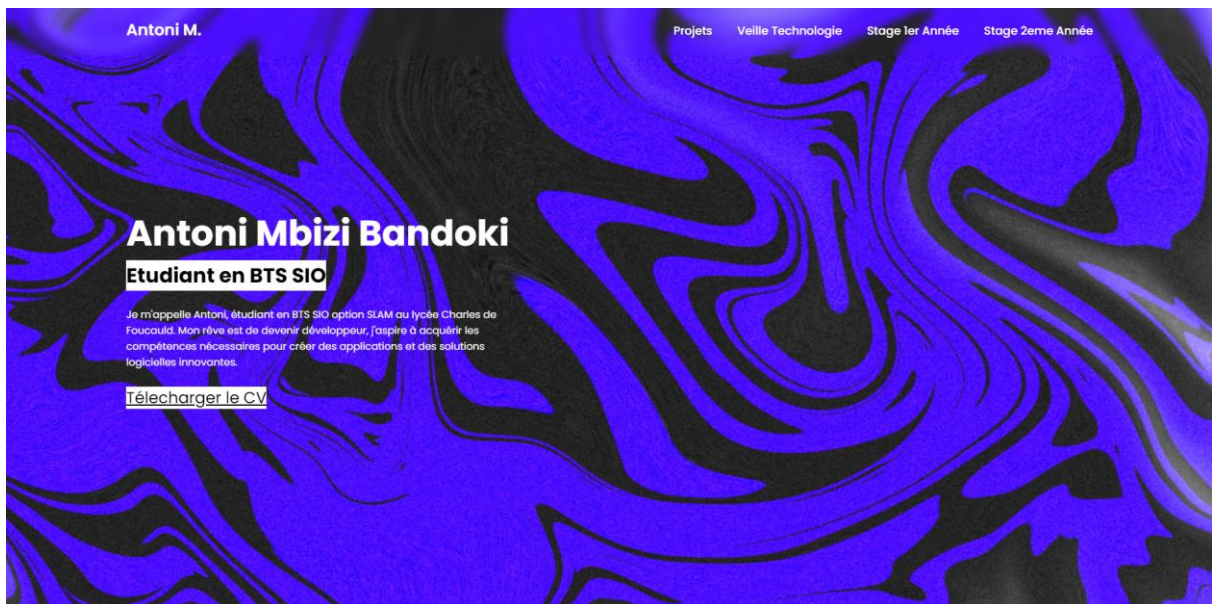 Antoni M.
Projets
Veille Technologie
Stage 1er Année
Stage 2eme Année
Antoni Mbizi Bandoki
Etudiant en BTS SIO
Je m'appelle Antoni, étudiant en BTS SIO option SLAM au lycée Charles de
Foucauld. Mon rêve est de devenir développeur, j'aspire à acquérir les
compétences nécessaires pour créer des applications et des solutions
logicielles innovantes.
Télecharger le CV